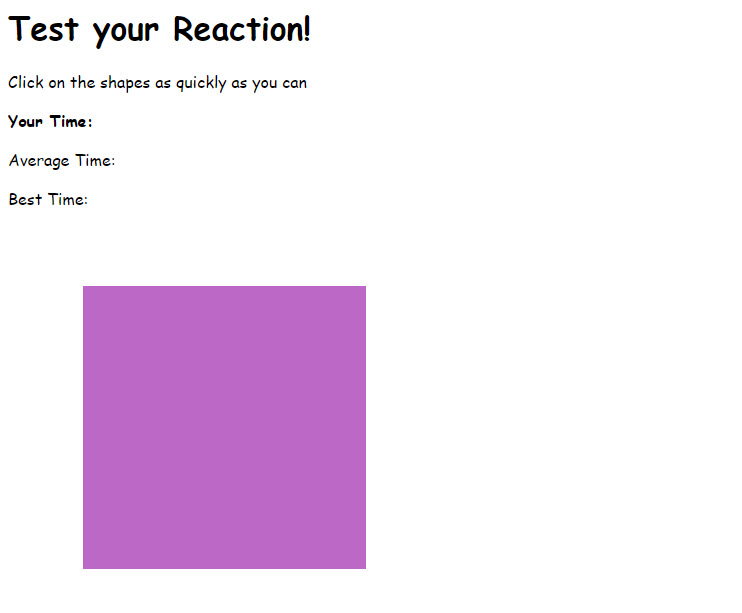 Test your Reaction!
Click on the shapes as quickly as you can
Your Time:
Average Time:
Best Time: